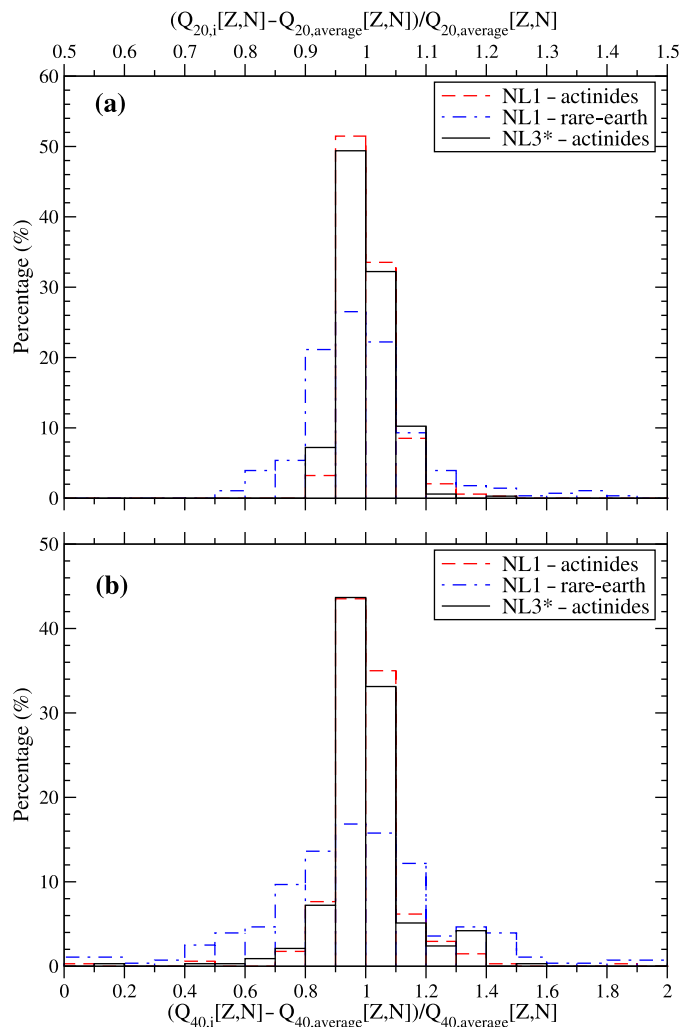 (Q20,i[Z,N]–Q20,average[Z,N])/Q20,average[Z,N]
0.5 0.6 0.7 0.8 0.9 1 1.1 1.2 1.3 1.4 1.5
60
50
40
30
20
10
0
Percentage (%)
(a)
NL1 – actinides
NL1 – rare-earth
NL3* – actinides
50
40
30
20
10
0
Percentage (%)
(b)
NL1 – actinides
NL1 – rare-earth
NL3* – actinides
0 0.2 0.4 0.6 0.8 1 1.2 1.4 1.6 1.8 2
(Q40,i[Z,N]–Q40,average[Z,N])/Q40,average[Z,N]